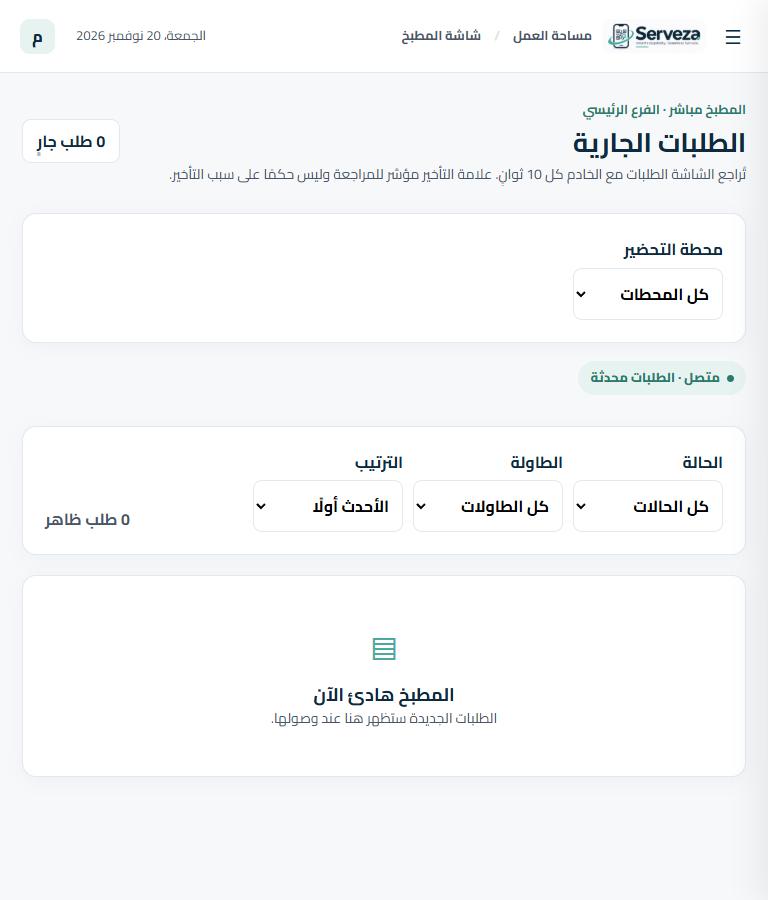 ☰ Serveza مساحة العمل / شاشة المطبخ الجمعة، 20 نوفمبر 2026 م
المطبخ مباشر · الفرع الرئيسي
الطلبات الجارية
0 طلب جارٍ
تُراجع الشاشة الطلبات مع الخادم كل 10 ثوانٍ. علامة التأخير مؤشر للمراجعة وليس حكمًا على سبب التأخير.
محطة التحضير
كل المحطات
متصل · الطلبات محدثة
الحالة الطاولة الترتيب
كل الحالات كل الطاولات الأحدث أولًا 0 طلب ظاهر
المطبخ هادئ الآن
الطلبات الجديدة ستظهر هنا عند وصولها.